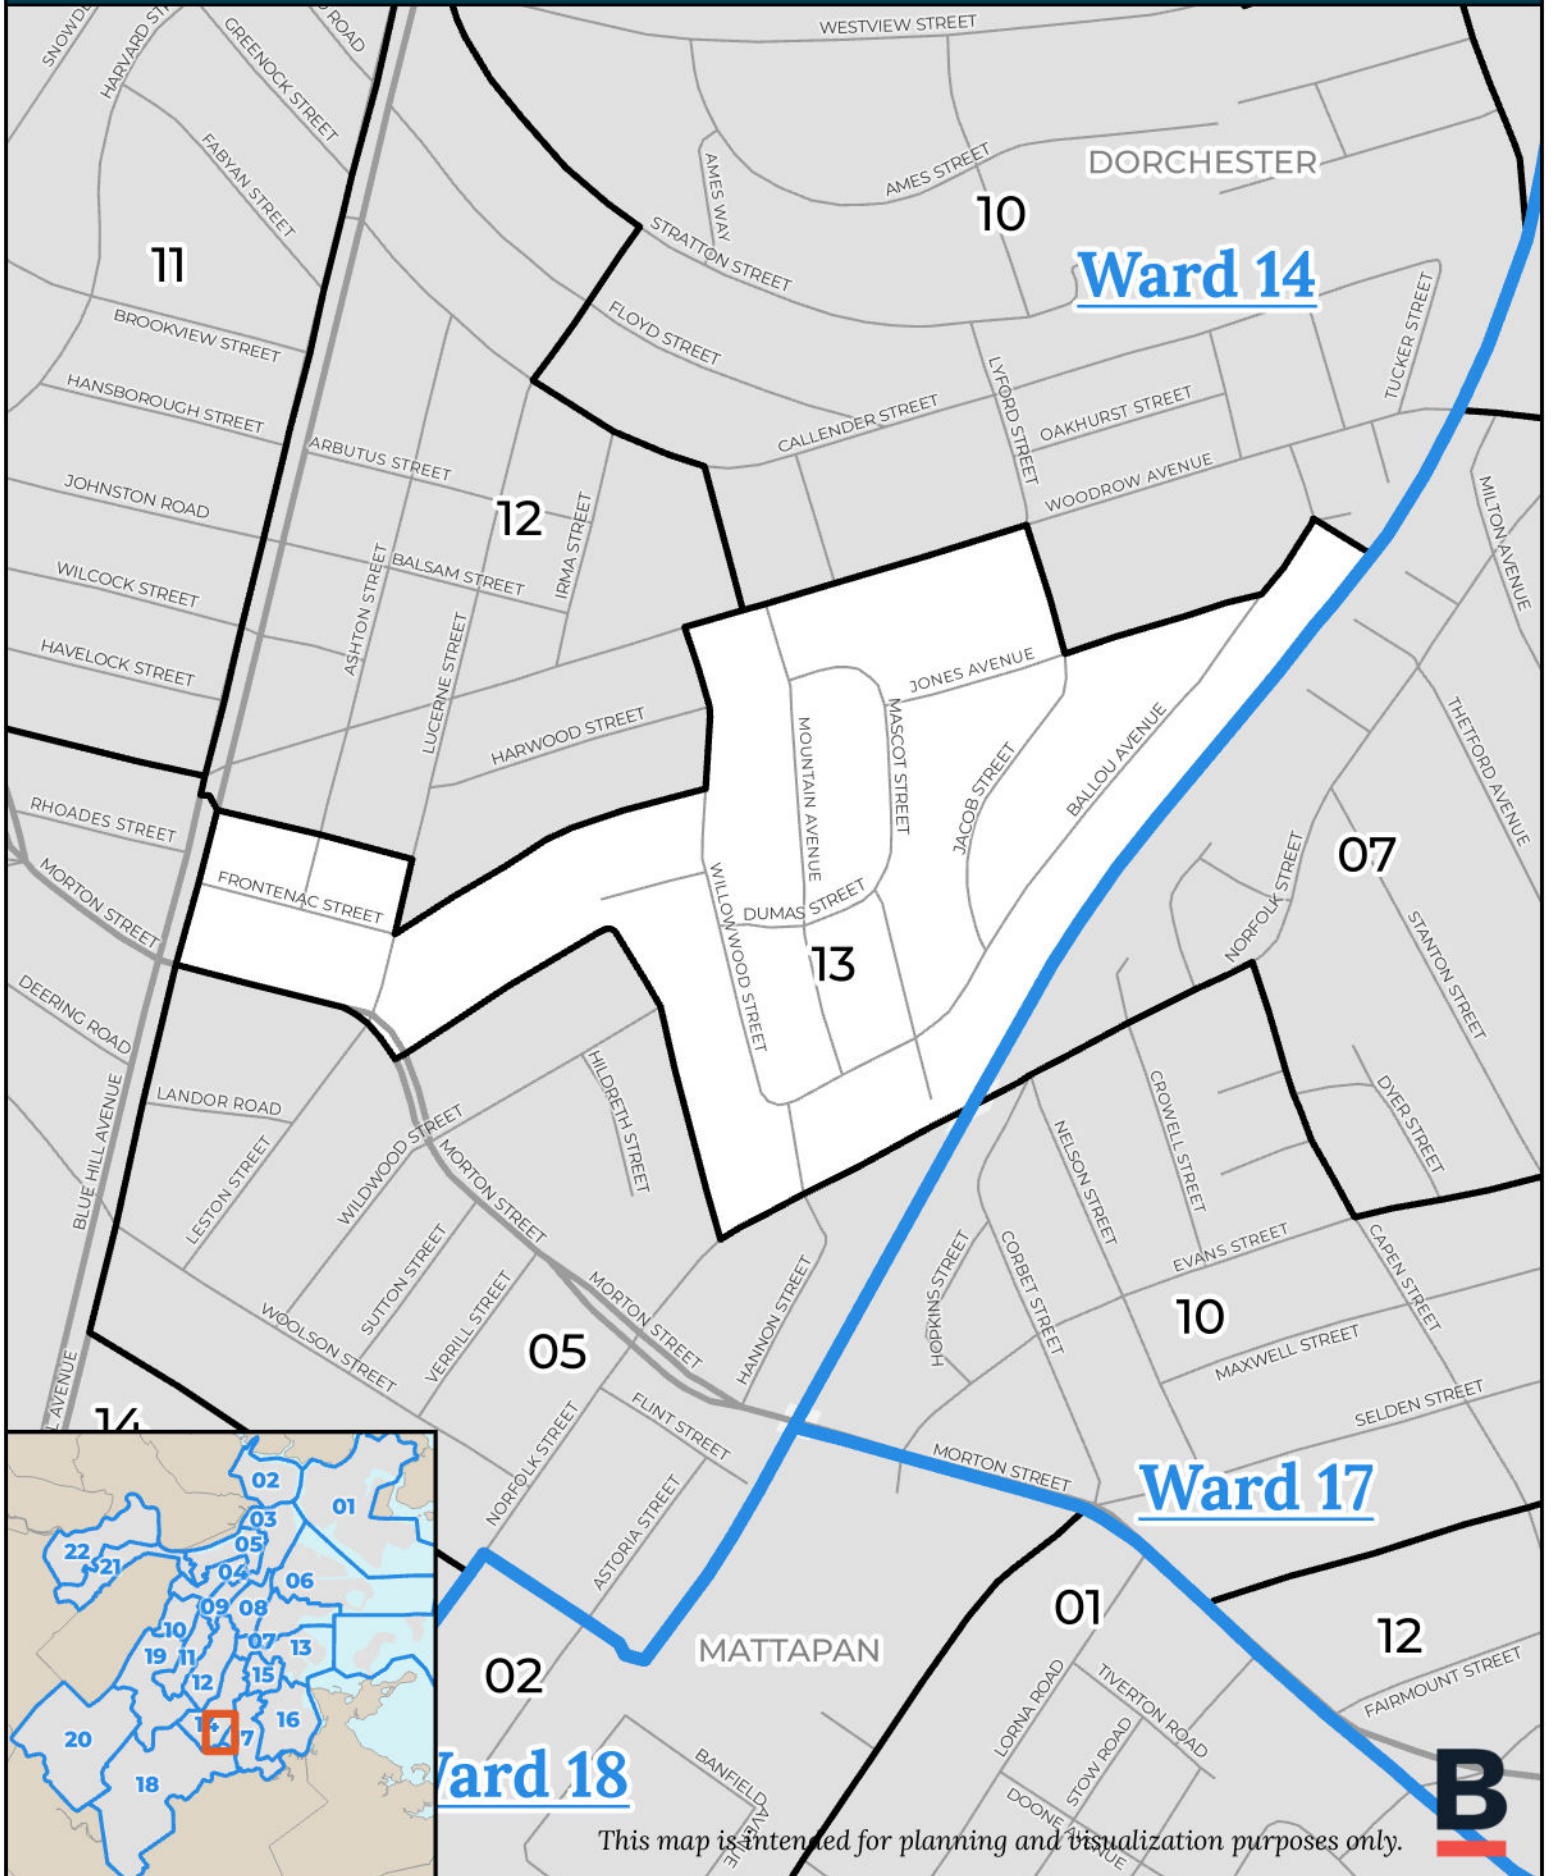 WESTVIEW STREET
HARVARD
ROAD
GREENOCK STREET
FABYAN STREET
AMES WAY
AMES STREET
DORCHESTER
10
11
STRATTON STREET
Ward 14
BROOKVIEW STREET
FLOYD STREET
TUCKER STREET
HANSBOROUGH STREET
LYFORD STREET
CALLENDER STREET
OAKHURST STREET
ARBUTUS STREET
WOODROW AVENUE
JOHNSTON ROAD
12
IRMA STREET
MILTON AVENUE
BALSAM STREET
WILCOCK STREET
ASHTON STREET
HAVELOCK STREET
LUCERNE STREET
JONES AVENUE
HARWOOD STREET
MOUNTAIN AVENUE
MASCOT STREET
JACOB STREET
BALLOU AVENUE
THETFORD AVENUE
RHOADES STREET
MORTON STREET
FRONTENAC STREET
WILLOWWOOD STREET
DUMAS STREET
07
NORFOLK STREET
13
STANTON STREET
DEERING ROAD
BLUE HILL AVENUE
LANDOR ROAD
HILDRETH STREET
WILDWOOD STREET
CROWELL STREET
DYER STREET
NELSON STREET
LESTON STREET
MORTON STREET
SUTTON STREET
VERRILL STREET
HOPKINS STREET
CORBET STREET
EVANS STREET
CAPEN STREET
WOOLSON STREET
MORTON STREET
HANNON STREET
05
10
MAXWELL STREET
AVENUE
14
FLINT STREET
SELDEN STREET
NORFOLK STREET
MORTON STREET
ASTORIA STREET
Ward 17
02
01
03
05
22
21
04
06
09
08
10
07
13
19
11
12
15
14
16
7
20
18
01
12
02
MATTAPAN
FAIRMOUNT STREET
LORNA ROAD
TIVERTON ROAD
STOW ROAD
Ward 18
BANFIELD AVENUE
DOONE AVENUE
This map is intended for planning and visualization purposes only.
B